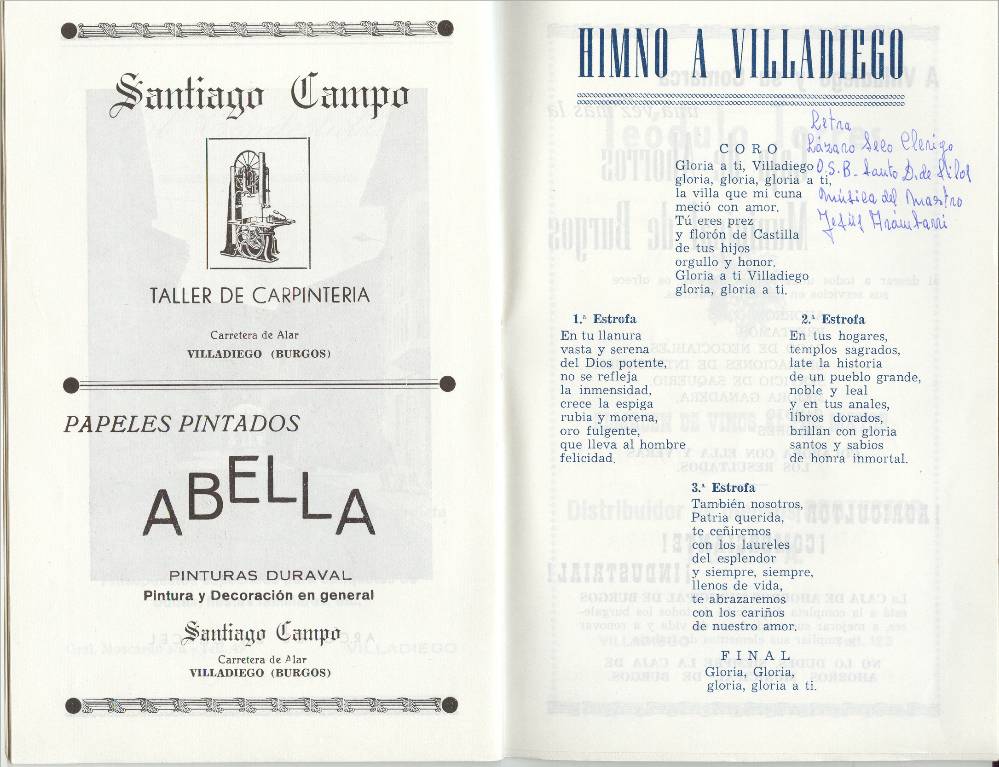 Santiago Campo
TALLER DE CARPINTERIA
Carretera de Alar
VILLADIEGO (BURGOS)
PAPELES PINTADOS
ABELLA
PINTURAS DURAVAL
Pintura y Decoración en general
Santiago Campo
Carretera de Alar
VILLADIEGO (BURGOS)
HIMNO A VILLADIEGO
Letra
Lázaro Seco Clérigo
O.S.B. Santo D. de Silos
Música del Maestro
Jesús Arámbarri
CORO
Gloria a ti, Villadiego
gloria, gloria, gloria a ti,
la villa que mi cuna
meció con amor.
Tú eres prez
y florón de Castilla
de tus hijos
orgullo y honor.
Gloria a ti Villadiego
gloria, gloria a ti.
1.ª Estrofa
En tu llanura
vasta y serena
del Dios potente,
no se refleja
la inmensidad,
crece la espiga
rubia y morena,
oro fulgente,
que lleva al hombre
felicidad.
2.ª Estrofa
En tus hogares,
templos sagrados,
late la historia
de un pueblo grande,
noble y leal
y en tus anales,
libros dorados,
brillan con gloria
santos y sabios
de honra inmortal.
3.ª Estrofa
También nosotros,
Patria querida,
te ceñiremos
con los laureles
del esplendor
y siempre, siempre,
llenos de vida,
te abrazaremos
con los cariños
de nuestro amor.
FINAL
Gloria, Gloria,
gloria, gloria a ti.